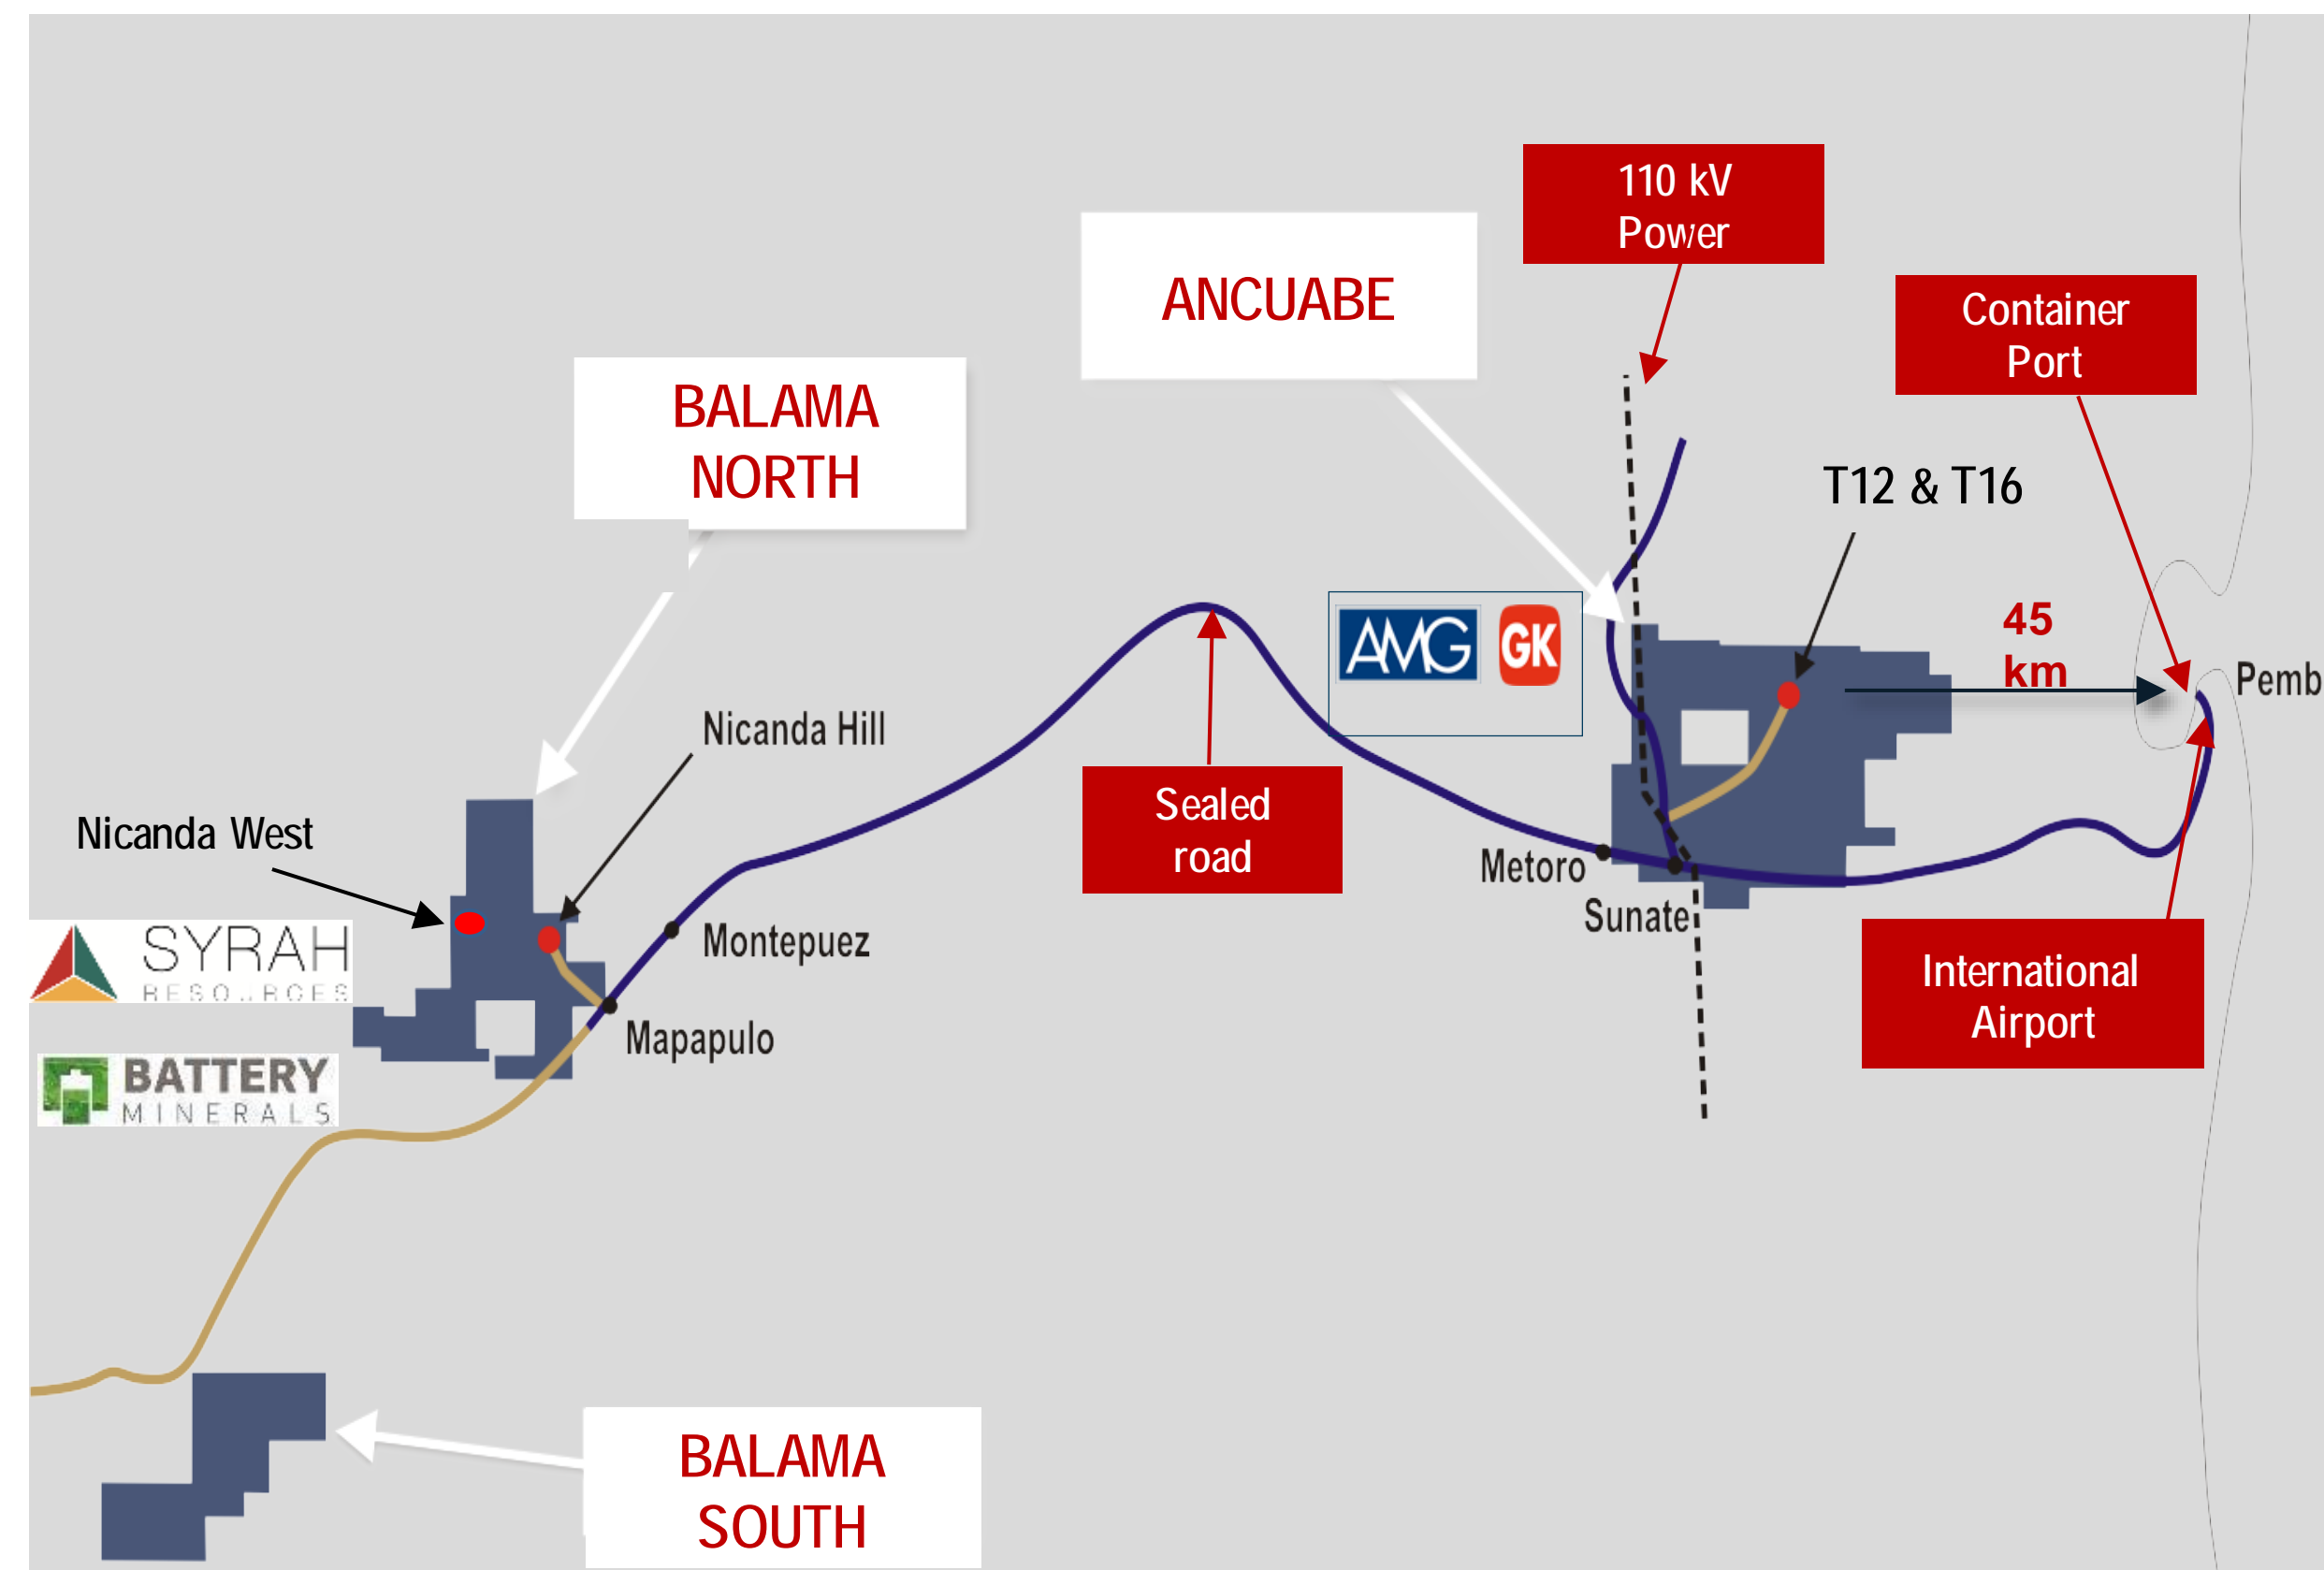 110 kV
Power
ANCUABE
Container
Port
BALAMA
NORTH
T12 & T16
45
km
AMG
GK
Pemb
Nicanda Hill
Sealed
road
Nicanda West
Metoro
Sunate
Montepuez
SYRAH
RESOURCES
International
Airport
Mapapulo
BATTERY
MINERALS
BALAMA
SOUTH